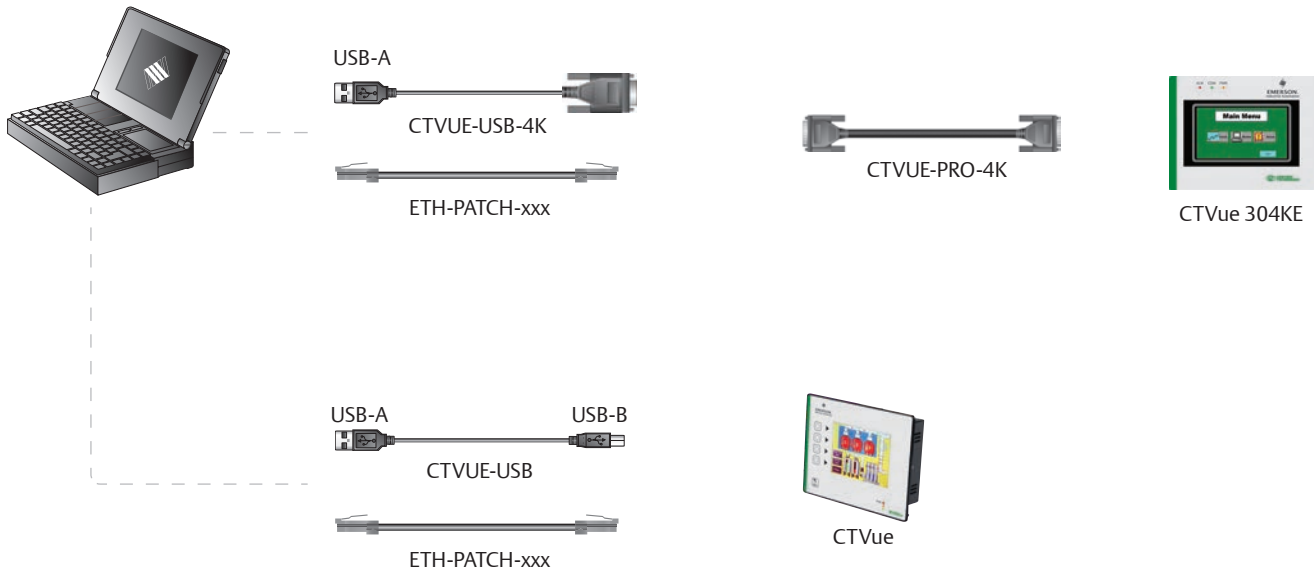 USB-A
CTVUE-USB-4K
ETH-PATCH-xxx
CTVUE-PRO-4K
EMERSON
Main Menu
CTVue 304KE
USB-A
USB-B
CTVUE-USB
ETH-PATCH-xxx
CTVue